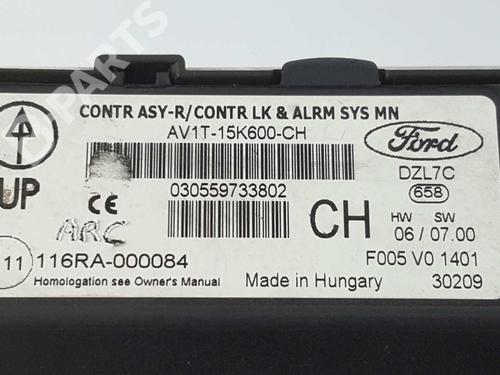 B-PARTS
CONTR ASY-R/CONTR LK & ALRM SYS MN
AV1T-15K600-CH
Ford
DZL7C
658
UP
CE
030559733802
CH
HW SW
06 / 07.00
ARC
11 116RA-000084
F005 V0 1401
Homologation see Owner's Manual
Made in Hungary
30209